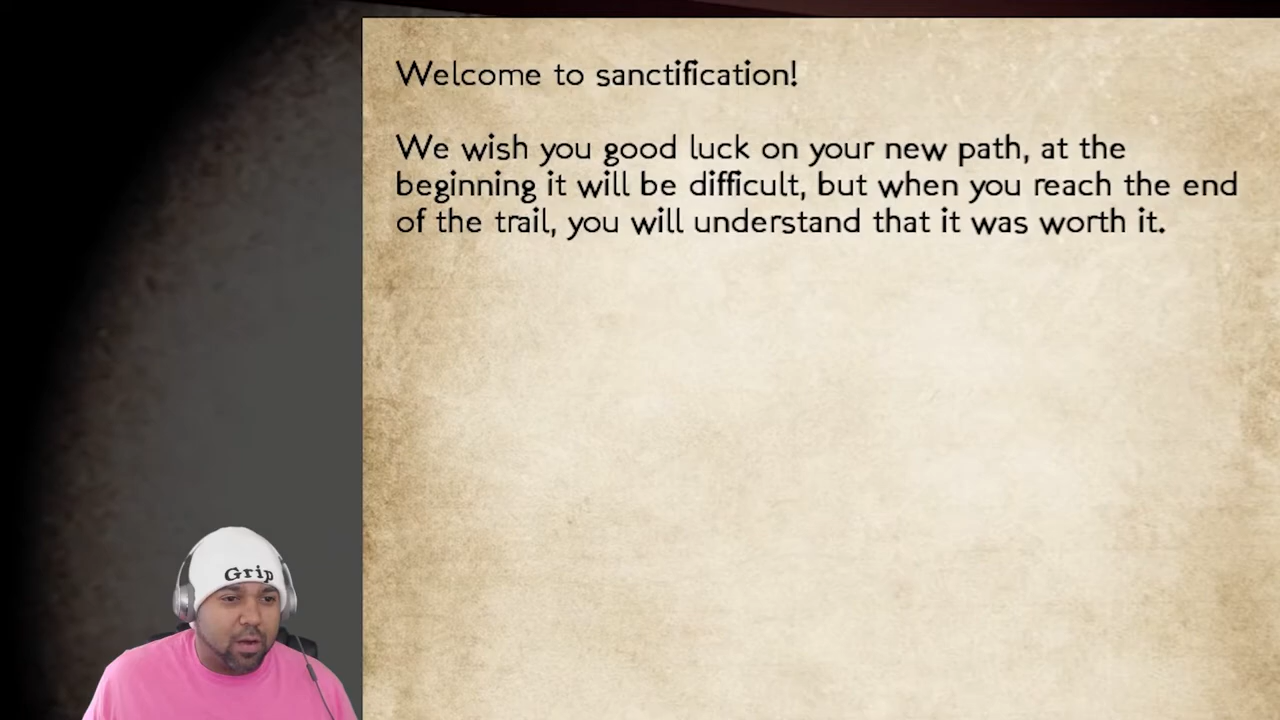 Welcome to sanctification!
We wish you good luck on your new path, at the
beginning it will be difficult, but when you reach the end
of the trail, you will understand that it was worth it.
Grip